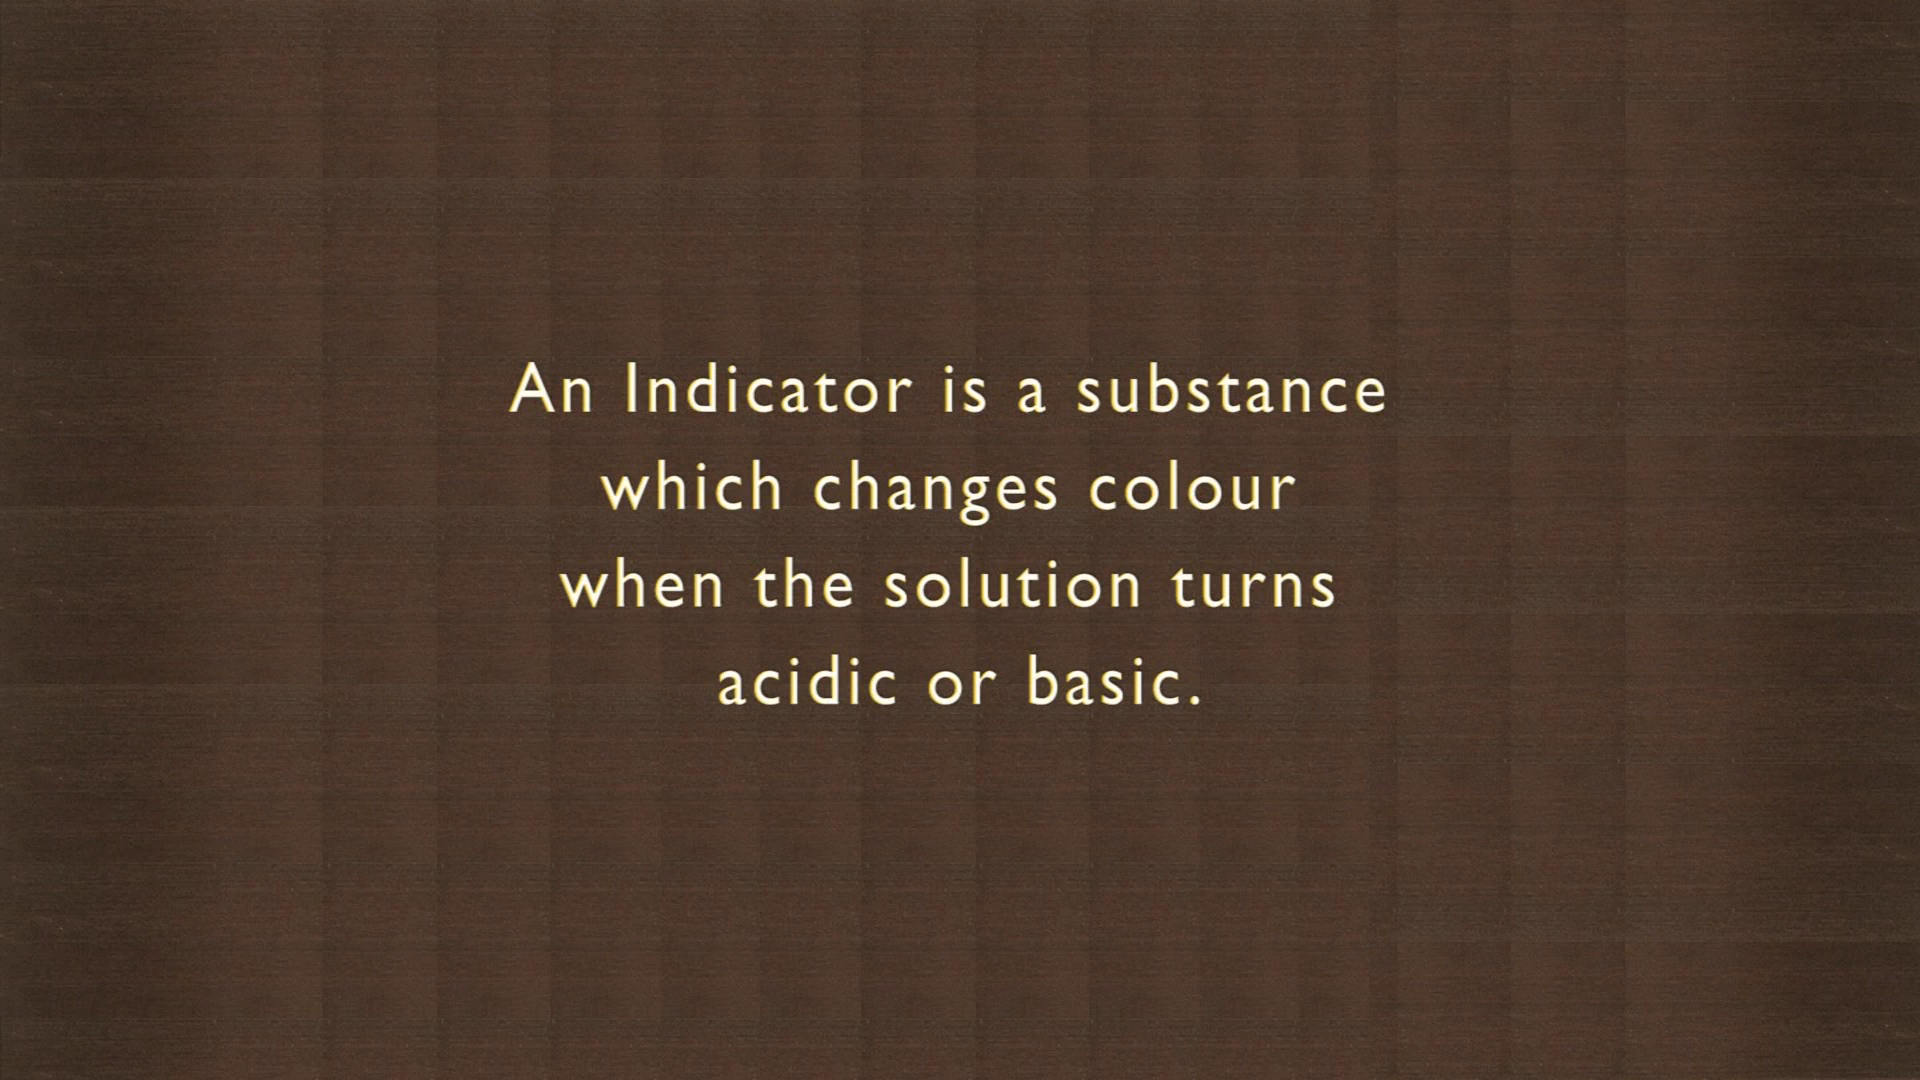 An Indicator is a substance
which changes colour
when the solution turns
acidic or basic.